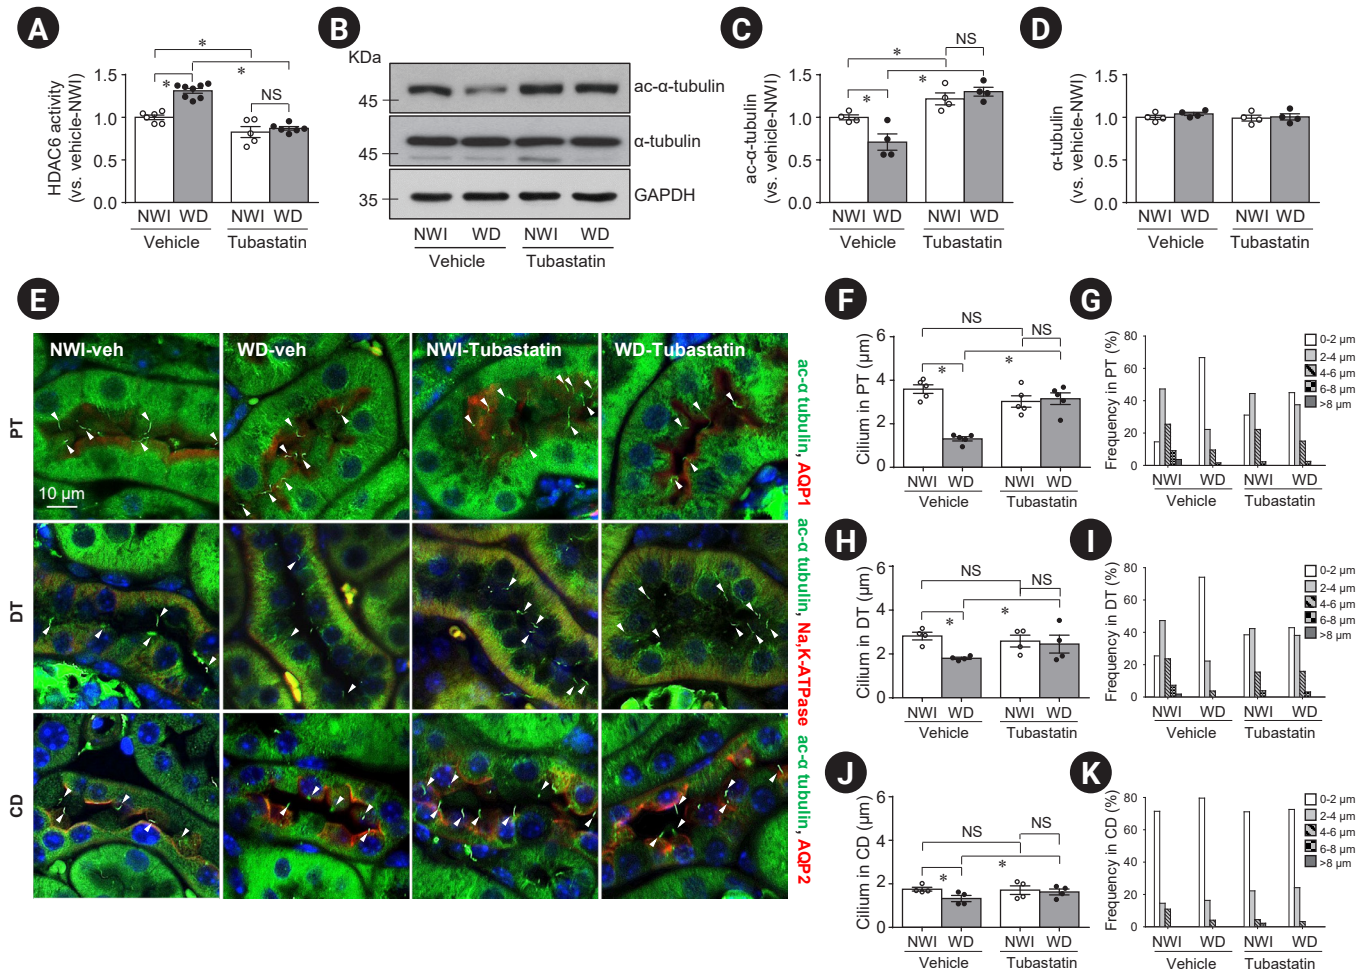 A
HDAC6 activity
(vs. vehicle-NWI)
1.5
1.0
0.5
0.0
*
*
*
NS
NWI WD NWI WD
Vehicle Tubastatin
B
KDa
45
45
35
ac-α-tubulin
α-tubulin
GAPDH
NWI WD NWI WD
Vehicle Tubastatin
C
ac-α-tubulin
(vs. vehicle-NWI)
1.5
1.0
0.5
0.0
*
*
*
NS
NWI WD NWI WD
Vehicle Tubastatin
D
α-tubulin
(vs. vehicle-NWI)
1.5
1.0
0.5
0.0
NWI WD NWI WD
Vehicle Tubastatin
E
NWI-veh WD-veh NWI-Tubastatin WD-Tubastatin
PT
10 µm
ac-α tubulin, AQP1
DT
ac-α tubulin, Na,K-ATPase
CD
ac-α tubulin, AQP2
F
Cilium in PT (µm)
6
4
2
0
NS
NS
*
*
NWI WD NWI WD
Vehicle Tubastatin
G
Frequency in PT (%)
80
60
40
20
0
0-2 µm
2-4 µm
4-6 µm
6-8 µm
>8 µm
NWI WD NWI WD
Vehicle Tubastatin
H
Cilium in DT (µm)
6
4
2
0
NS
NS
*
*
NWI WD NWI WD
Vehicle Tubastatin
I
Frequency in DT (%)
80
60
40
20
0
0-2 µm
2-4 µm
4-6 µm
6-8 µm
>8 µm
NWI WD NWI WD
Vehicle Tubastatin
J
Cilium in CD (µm)
6
4
2
0
NS
NS
*
*
NWI WD NWI WD
Vehicle Tubastatin
K
Frequency in CD (%)
80
60
40
20
0
0-2 µm
2-4 µm
4-6 µm
6-8 µm
>8 µm
NWI WD NWI WD
Vehicle Tubastatin